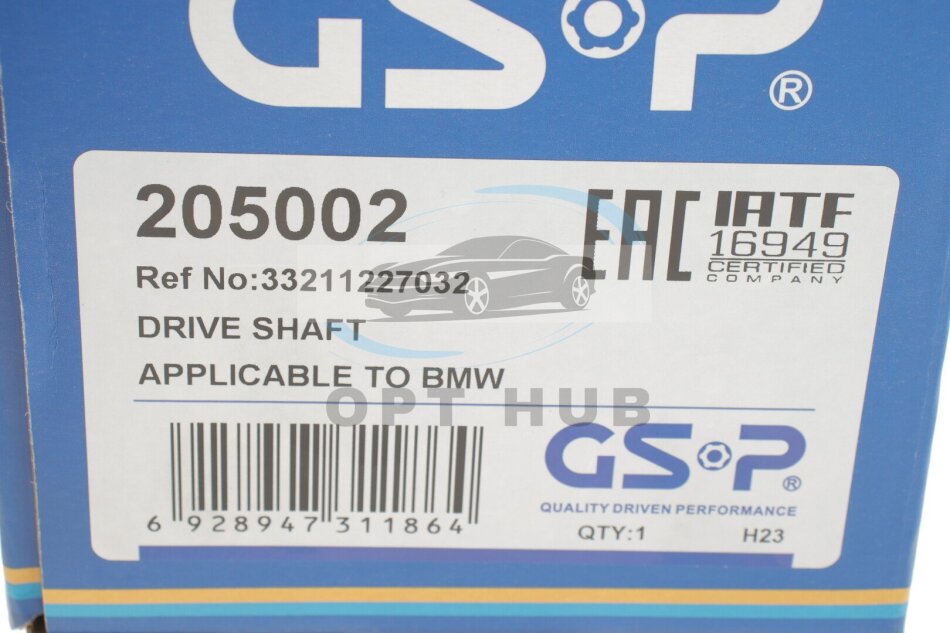 GS·P®
205002
Ref No:33211227032
DRIVE SHAFT
APPLICABLE TO BMW
EAC
IATF
16949
CERTIFIED
COMPANY
OPT HUB
6 928947 311864
GS·P®
QUALITY DRIVEN PERFORMANCE
QTY:1 H23